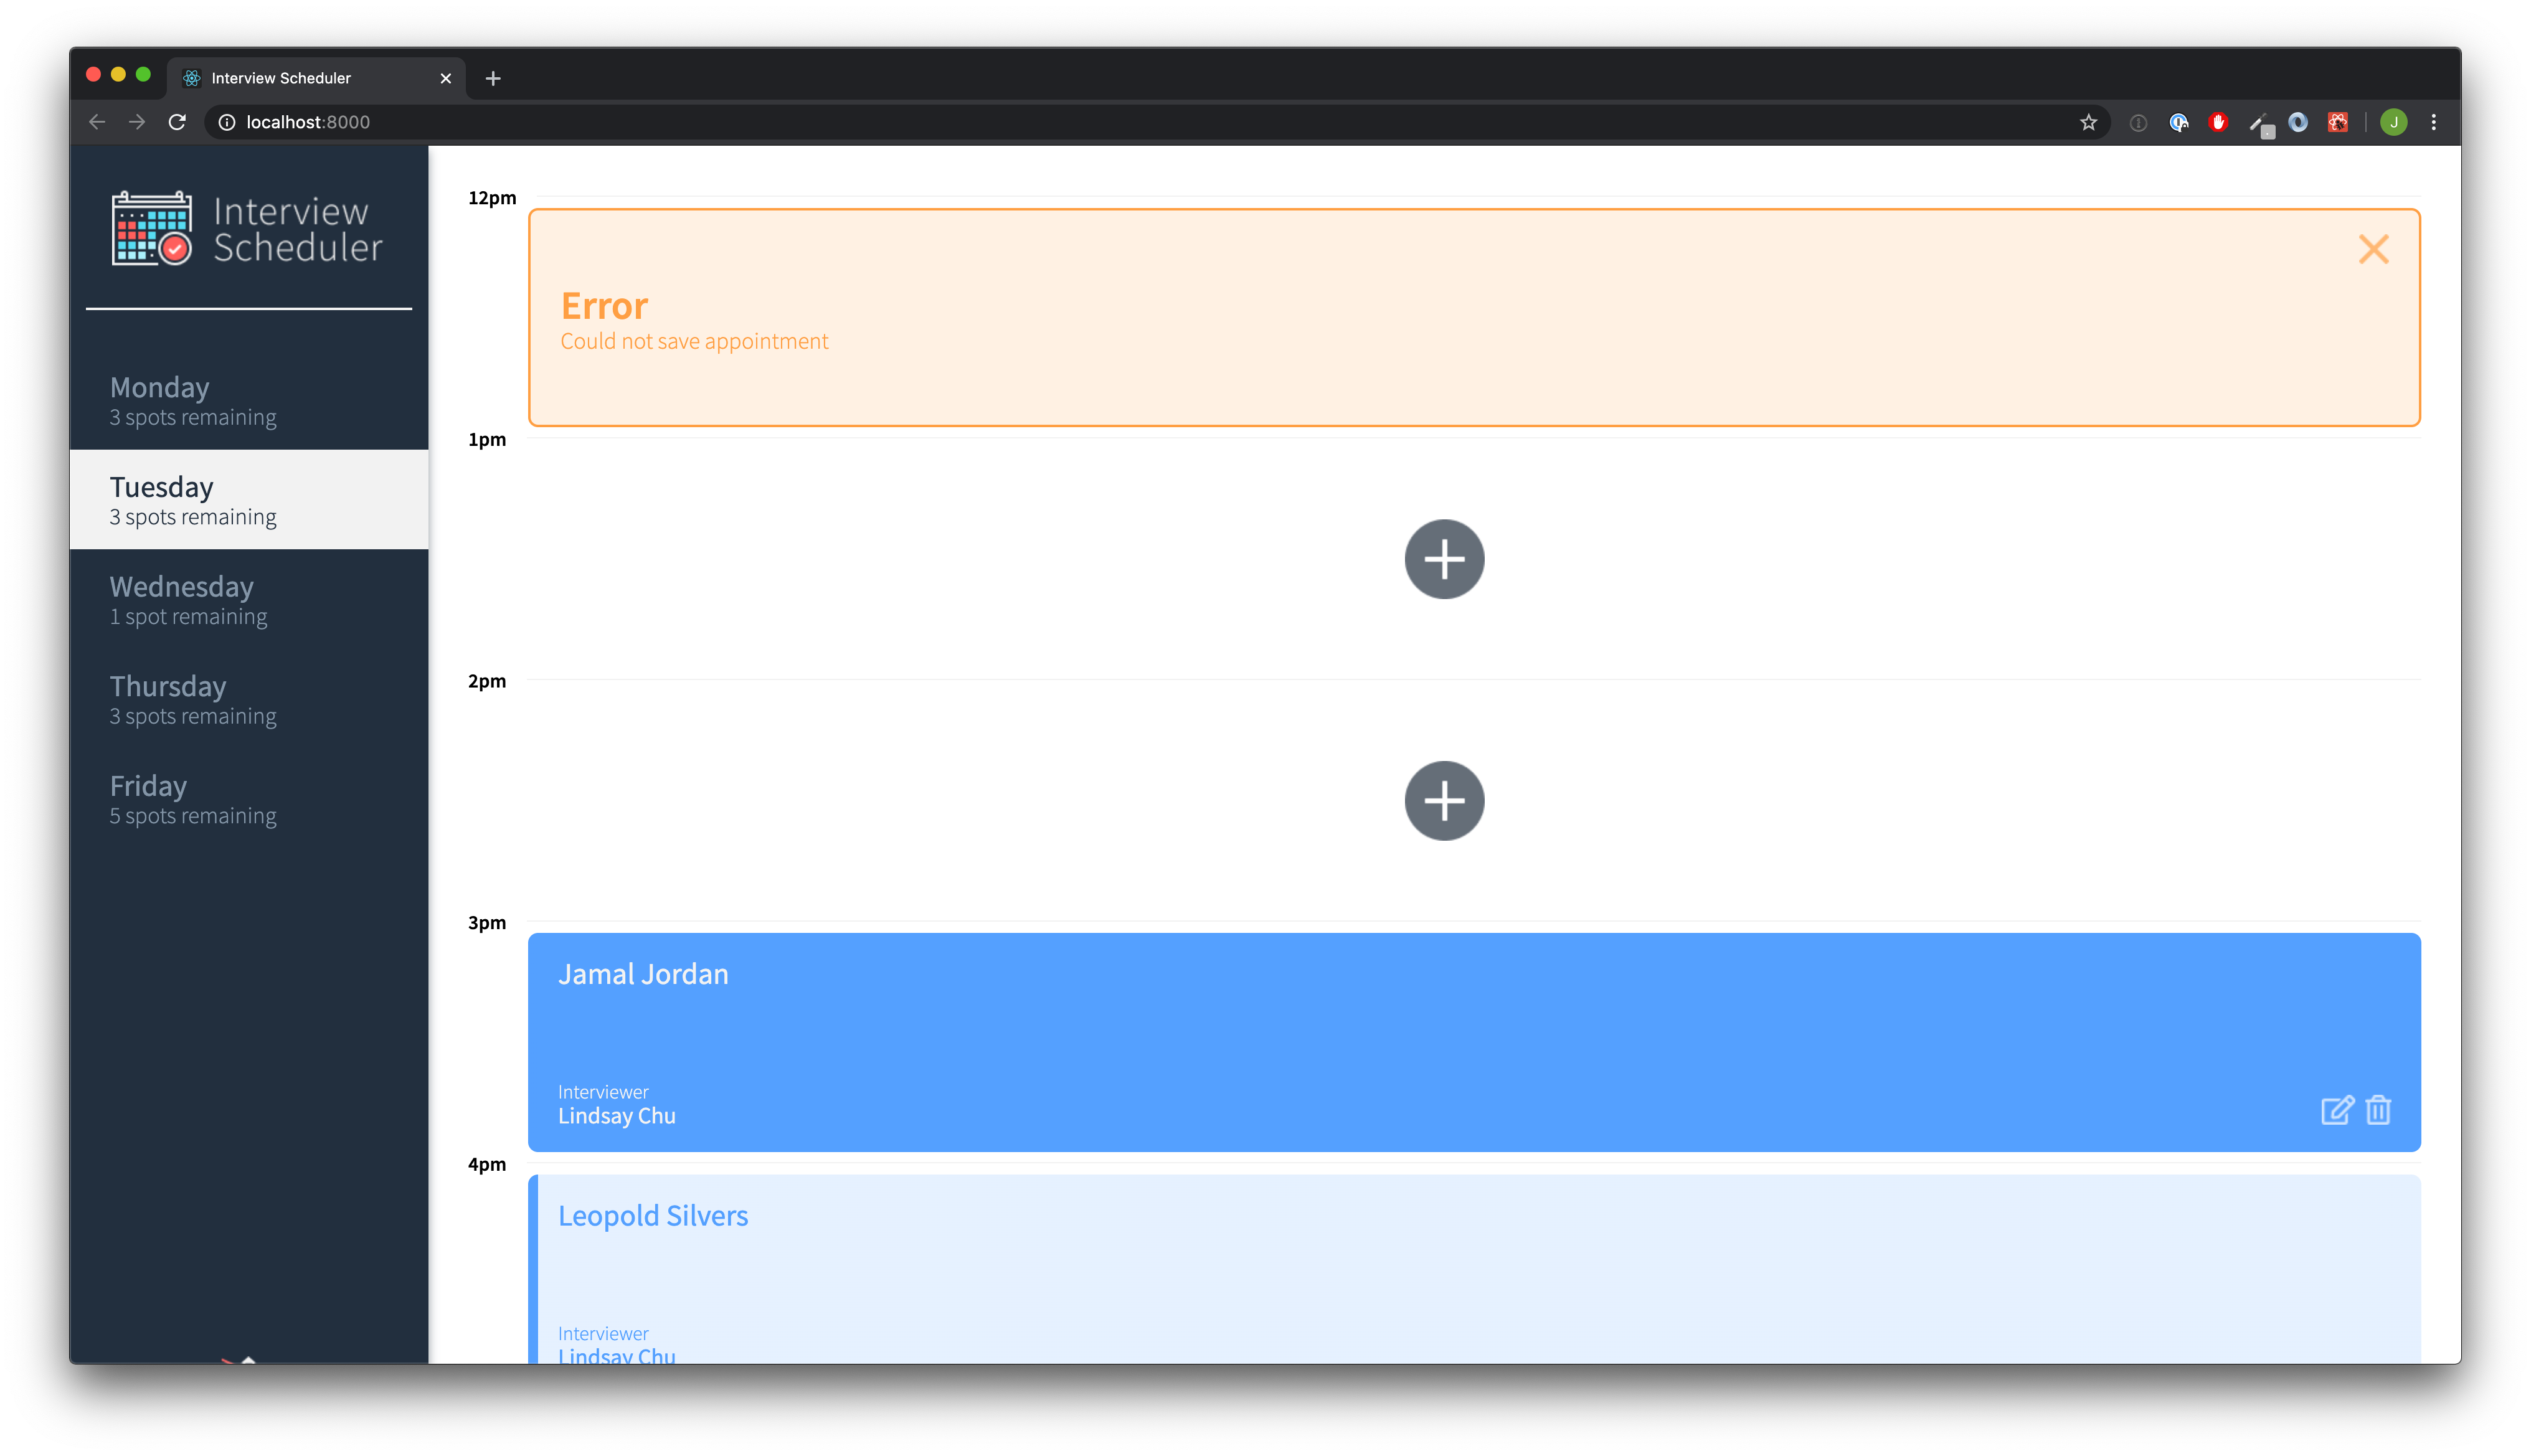 Interview Scheduler
localhost:8000
J
Interview
Scheduler
Monday
3 spots remaining
Tuesday
3 spots remaining
Wednesday
1 spot remaining
Thursday
3 spots remaining
Friday
5 spots remaining
12pm
Error
Could not save appointment
1pm
2pm
3pm
Jamal Jordan
Interviewer
Lindsay Chu
4pm
Leopold Silvers
Interviewer
Lindsay Chu